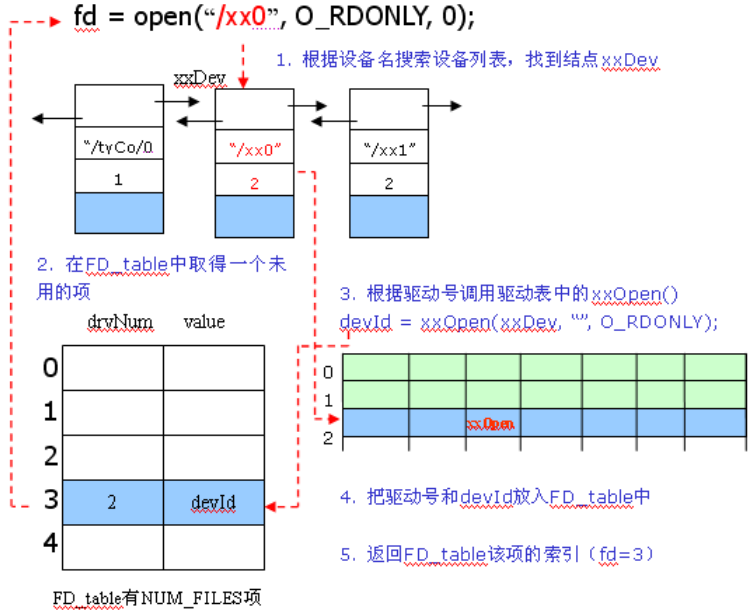 fd = open(“/xx0”, O_RDONLY, 0);
1. 根据设备名搜索设备列表，找到结点xxDev
xxDev
“/tyCo/0
“/xx0”
“/xx1”
1
2
2
2. 在FD_table中取得一个未
用的项
3. 根据驱动号调用驱动表中的xxOpen()
devId = xxOpen(xxDev, “”, O_RDONLY);
drvNum
value
0
1
2
3
2
devId
4
0
1
2
xxOpen
4. 把驱动号和devId放入FD_table中
5. 返回FD_table该项的索引（fd=3）
FD_table有NUM_FILES项